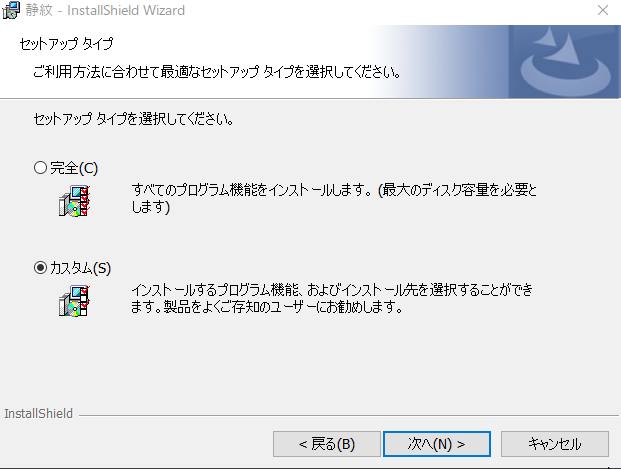 静紋 - InstallShield Wizard
セットアップ タイプ
ご利用方法に合わせて最適なセットアップ タイプを選択してください。
セットアップ タイプを選択してください。
完全(C)
すべてのプログラム機能をインストールします。(最大のディスク容量を必要と
します)
カスタム(S)
インストールするプログラム機能、およびインストール先を選択することができ
ます。製品をよくご存知のユーザーにお勧めします。
InstallShield
< 戻る(B)
次へ(N) >
キャンセル